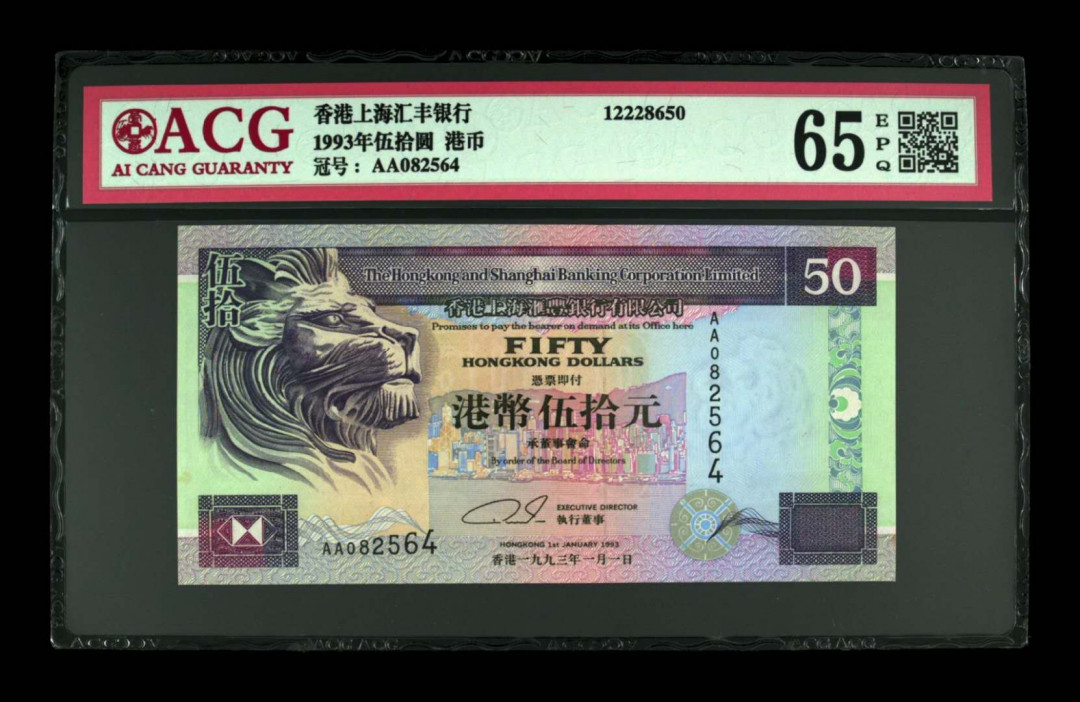 ACG
AI CANG GUARANTY
香港上海汇丰银行
1993年伍拾圆 港币
冠号：AA082564
12228650
65
E
P
Q
伍拾
The Hongkong and Shanghai Banking Corporation Limited
50
香港上海滙豐銀行有限公司
Promises to pay the bearer on demand at its Office here
FIFTY
HONGKONG DOLLARS
憑票即付
港幣伍拾元
承董事會命
By order of the Board of Directors
AA082564
EXECUTIVE DIRECTOR
執行董事
AA082564
HONGKONG 1st JANUARY 1993
香港一九九三年一月一日